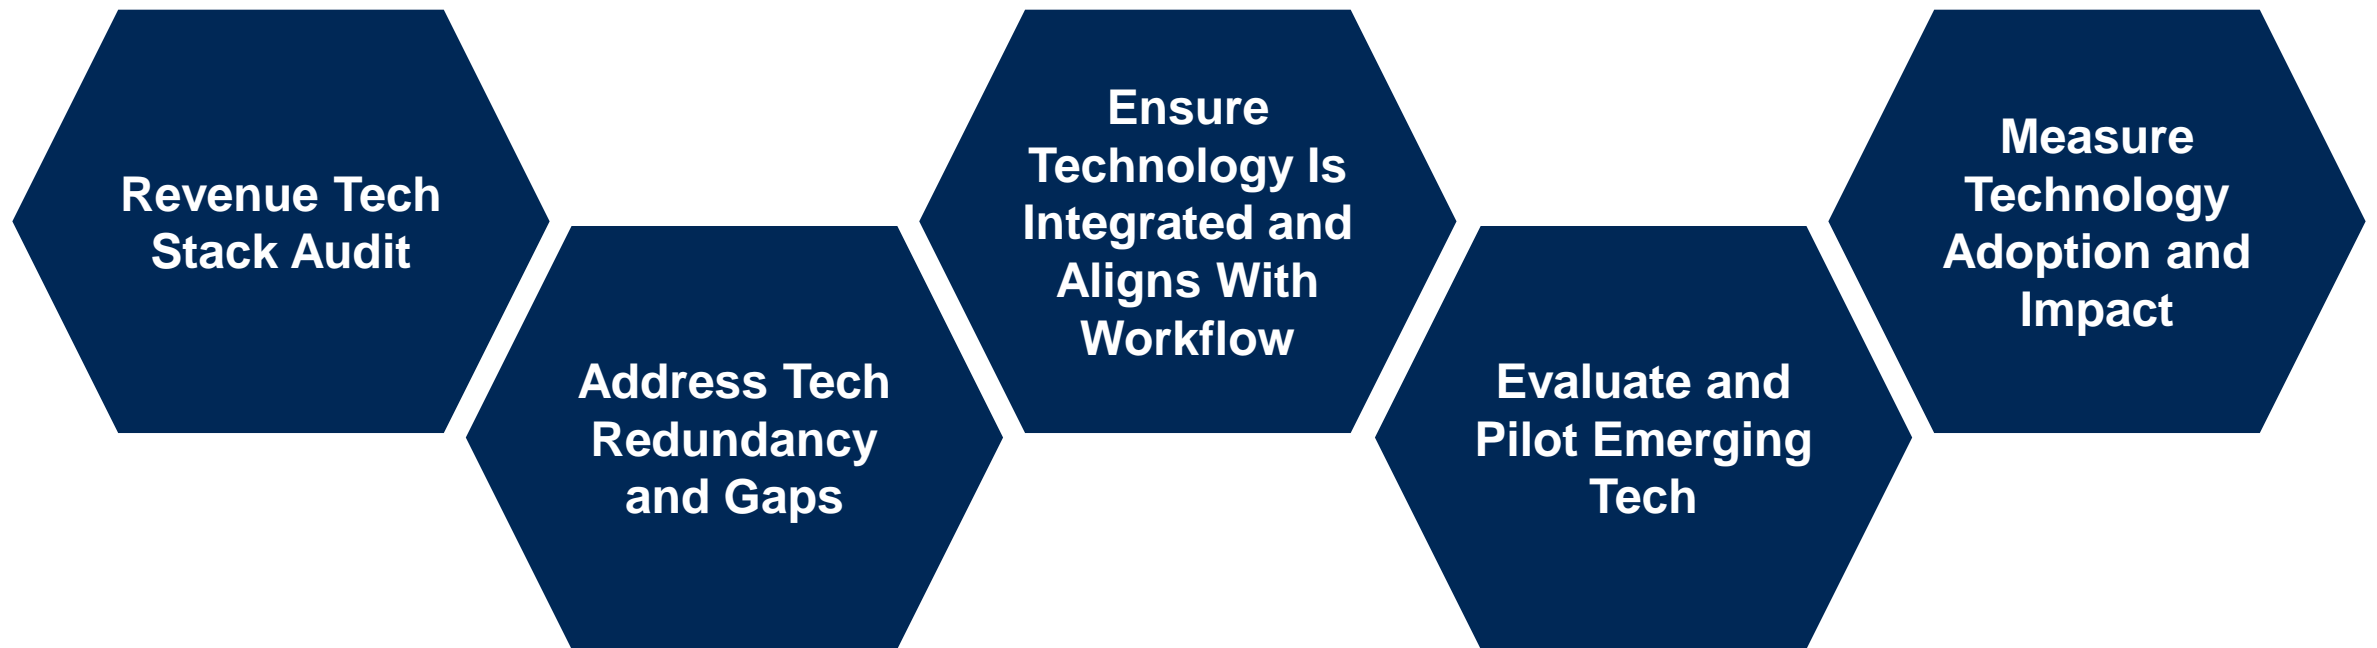 Revenue Tech
Stack Audit
Address Tech
Redundancy
and Gaps
Ensure
Technology Is
Integrated and
Aligns With
Workflow
Evaluate and
Pilot Emerging
Tech
Measure
Technology
Adoption and
Impact